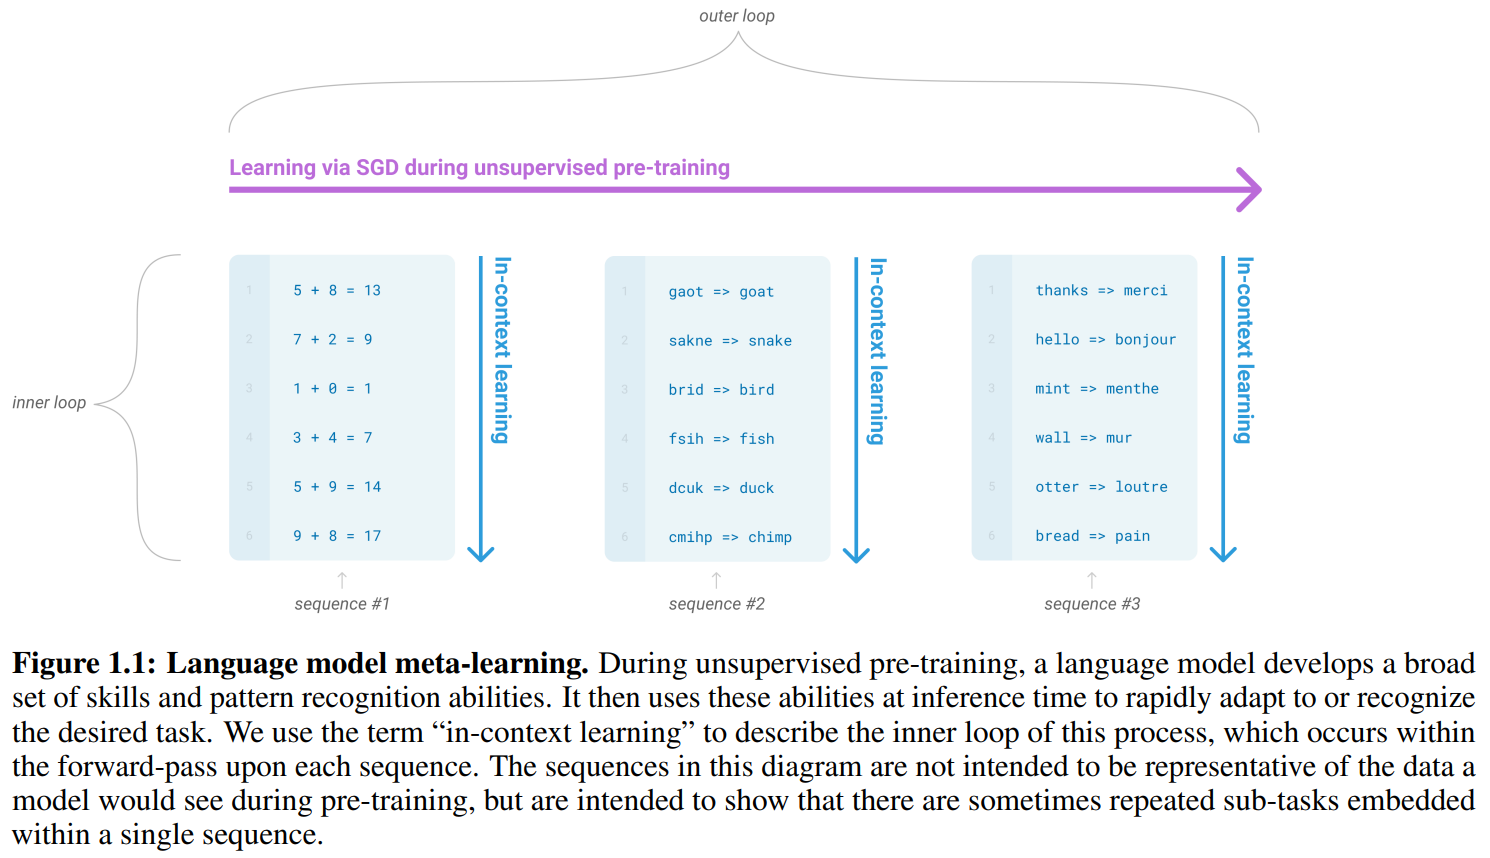 outer loop
Learning via SGD during unsupervised pre-training
inner loop
1 5 + 8 = 13
2 7 + 2 = 9
3 1 + 0 = 1
4 3 + 4 = 7
5 5 + 9 = 14
6 9 + 8 = 17
In-context learning
sequence #1
1 gaot => goat
2 sakne => snake
3 brid => bird
4 fsih => fish
5 dcuk => duck
6 cmihp => chimp
In-context learning
sequence #2
1 thanks => merci
2 hello => bonjour
3 mint => menthe
4 wall => mur
5 otter => loutre
6 bread => pain
In-context learning
sequence #3
Figure 1.1: Language model meta-learning. During unsupervised pre-training, a language model develops a broad
set of skills and pattern recognition abilities. It then uses these abilities at inference time to rapidly adapt to or recognize
the desired task. We use the term “in-context learning” to describe the inner loop of this process, which occurs within
the forward-pass upon each sequence. The sequences in this diagram are not intended to be representative of the data a
model would see during pre-training, but are intended to show that there are sometimes repeated sub-tasks embedded
within a single sequence.